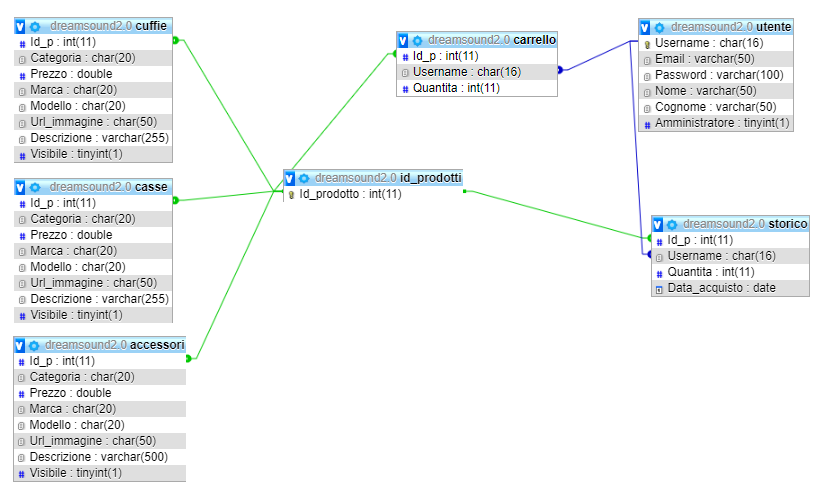 dreamsound2.0 cuffie
Id_p : int(11)
Categoria : char(20)
Prezzo : double
Marca : char(20)
Modello : char(20)
Url_immagine : char(50)
Descrizione : varchar(255)
Visibile : tinyint(1)
dreamsound2.0 casse
Id_p : int(11)
Categoria : char(20)
Prezzo : double
Marca : char(20)
Modello : char(20)
Url_immagine : char(50)
Descrizione : varchar(255)
Visibile : tinyint(1)
dreamsound2.0 accessori
Id_p : int(11)
Categoria : char(20)
Prezzo : double
Marca : char(20)
Modello : char(20)
Url_immagine : char(50)
Descrizione : varchar(500)
Visibile : tinyint(1)
dreamsound2.0 id_prodotti
Id_prodotto : int(11)
dreamsound2.0 carrello
Id_p : int(11)
Username : char(16)
Quantita : int(11)
dreamsound2.0 utente
Username : char(16)
Email : varchar(50)
Password : varchar(100)
Nome : varchar(50)
Cognome : varchar(50)
Amministratore : tinyint(1)
dreamsound2.0 storico
Id_p : int(11)
Username : char(16)
Quantita : int(11)
Data_acquisto : date